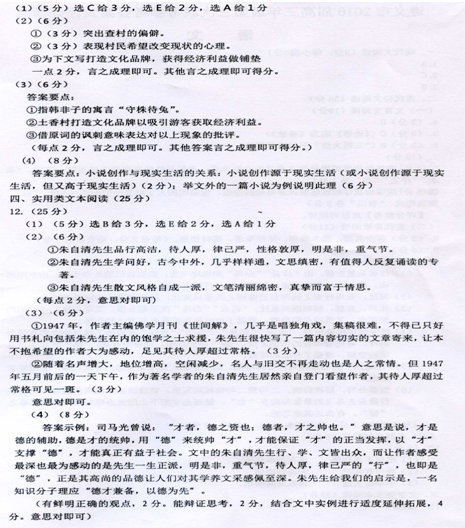 (1)(5分)选C给3分，选E给2分，选A给1分
(2)(6分)
①(3分)突出查村的偏僻。
②(3分)表现村民希望改变现状的心理。
③为下文写打造文化品牌，获得经济利益做铺垫
一点2分，言之成理即可。其他言之成理即可得分。
(3)(6分)
答案要点：
①指韩非子的寓言“守株待兔”。
②土香村打造文化品牌以吸引游客获取经济利益。
③借原词的讽刺意味表达对以上现象的批评。
(每点2分，言之成理即可。其他答案言之成理即可得分。)
(4) (8分)
答案要点：小说创作与现实生活的关系：小说创作源于现实生活(或小说创作源于现实
生活，但又高于现实生活)(2分)；举文外的一篇小说为例说明此理(6分)
四、实用类文本阅读(25分)
12.(25分)
(1) (5分)选B给3分，选E给2分，选A给1分
(2) (6分)
①朱自清先生品行高洁，待人厚，律己严，性格敦厚，明是非，重气节。
②朱自清先生学问好，古今中外，几乎样样通，文思缜密，有值得人反复诵读的专
著。
③朱自清先生散文风格自成一派，文笔清丽绵密，真挚而富于情思。
(每点2分，意思对即可)
(3) (6分)
①1947年，作者主编佛学月刊《世间解》，几乎是唱独角戏，集稿很难，不得已只好
用书札向包括朱先生在内的饱学之士求援，朱先生很快写了一篇内容切实的文章寄来，让本
不抱希望的作者大为感动，足见其待人厚超过常格。(3分)
②随着名声增大，地位增高，空闲减少，名人与旧交不再走动也是人之常情。但1947
年五月前后的一天下午，作为著名学者的朱自清先生居然亲自登门看望作者，其待人厚超过
常格可见一斑。(3分)
意思对即可。
(4) (8分)
答案示例：司马光曾说：“才者，德之资也；德者，才之帅也。”意思是说，才是
德的辅助，德是才的统帅，用“德”来统帅“才”，才能保证“才”的正当发挥，以“才”
支撑“德”，才能真正有益于社会。文中的朱自清先生行、学、文皆出众，而让作者感受
最深也最为感动的是先生一生正派，明是非，重气节，待人厚，律己严的“行”，也即是
“德”，正是其高尚的品德让人们对其学养文采感佩至深。朱先生给我们的启示是，一名
知识分子理应“德才兼备，以德为先”。
(有鲜明正确的观点，2分。能辩证思考，2分，结合文中实例进行适度延伸拓展，4
分。意思对即可)